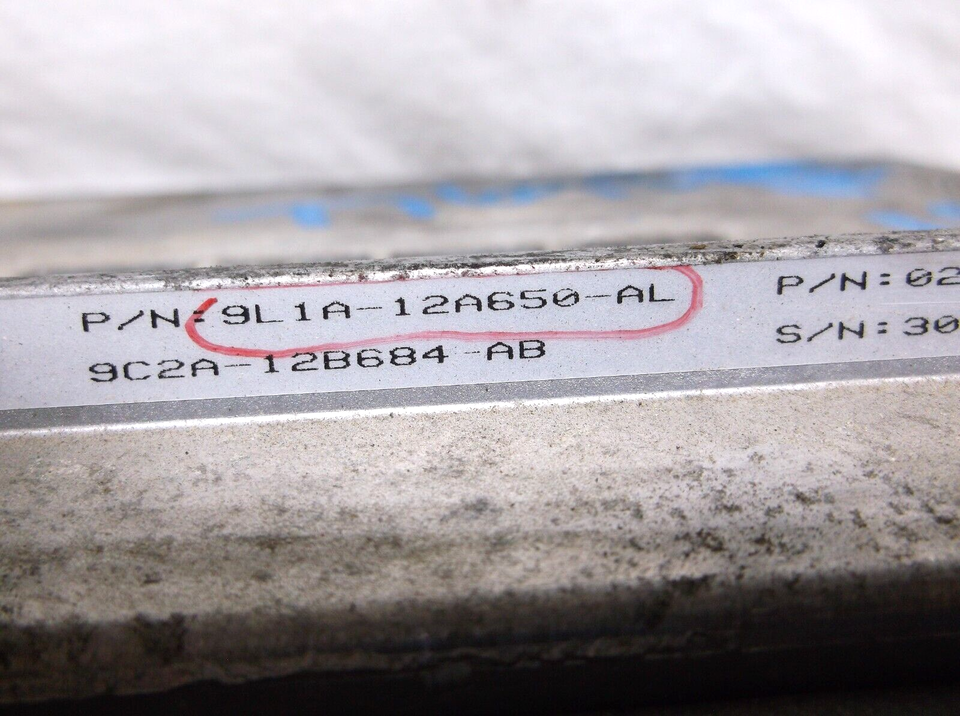 P/N:9L1A-12A650-AL
9C2A-12B684-AB
P/N:02
S/N:30